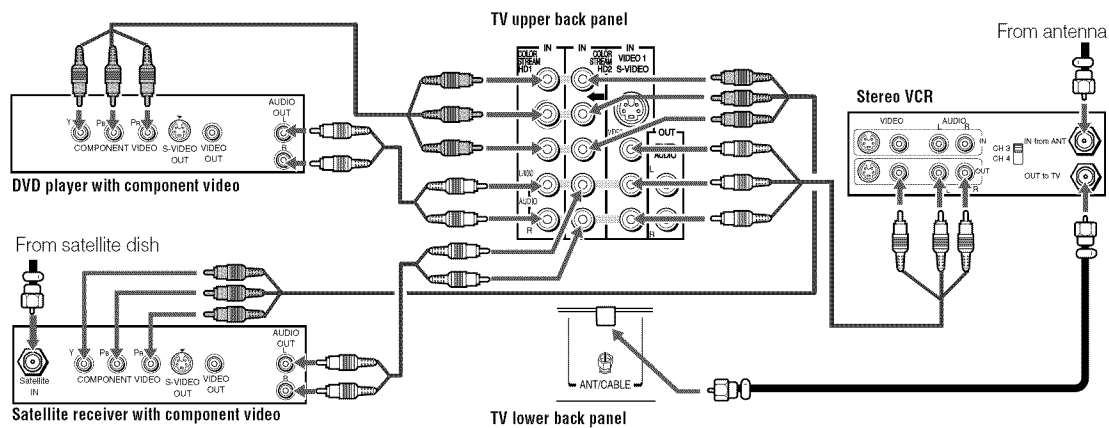 TV upper back panel
From antenna
IN IN IN
COLOR STREAM HD1
COLOR STREAM HD2
VIDEO 1
S-VIDEO
OUT
AUDIO
L
R
L
AUDIO
R
Stereo VCR
VIDEO AUDIO
L R
IN
OUT
L R
CH 3
CH 4
IN from ANT
OUT to TV
AUDIO OUT
L
R
Y PB PR
COMPONENT VIDEO
S-VIDEO OUT
VIDEO OUT
DVD player with component video
From satellite dish
Satellite IN
Y PB PR
COMPONENT VIDEO
S-VIDEO OUT
VIDEO OUT
AUDIO OUT
L
R
Satellite receiver with component video
ANT/CABLE
TV lower back panel